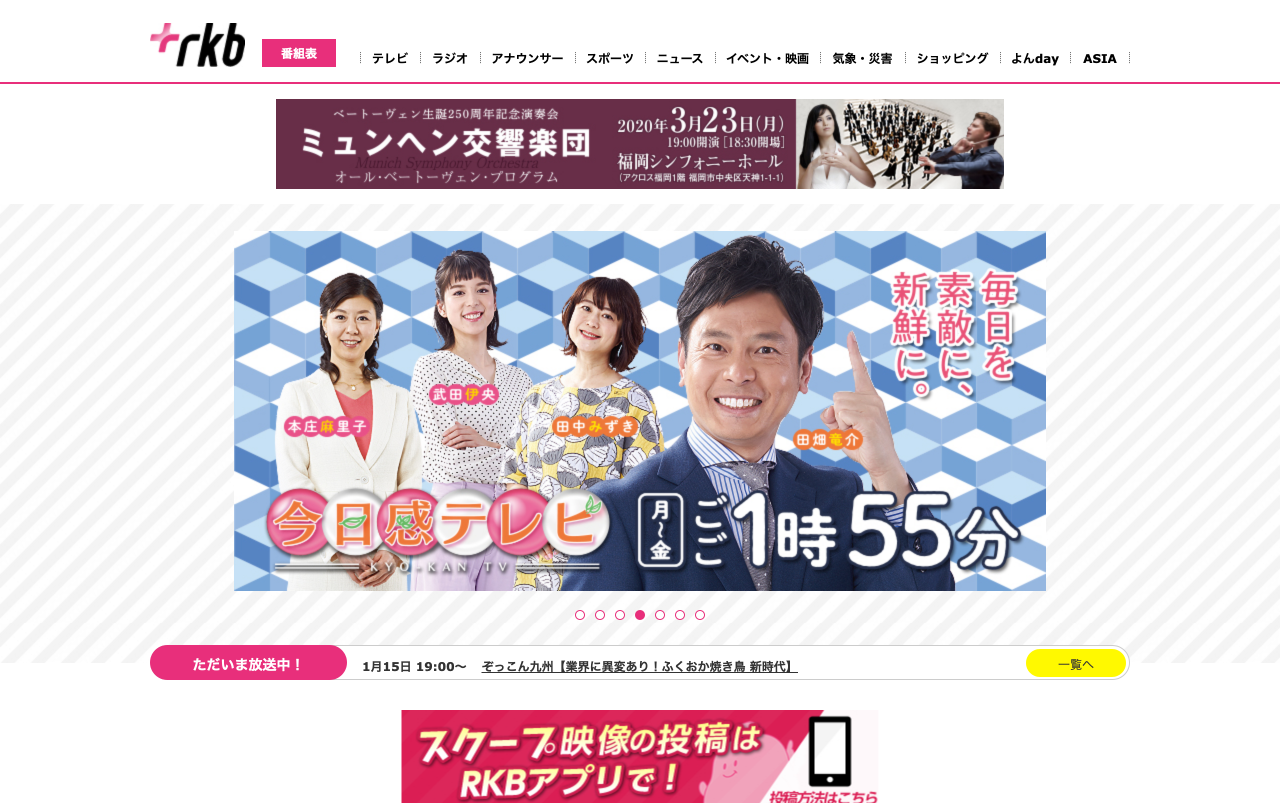 rkb
番組表
テレビ
ラジオ
アナウンサー
スポーツ
ニュース
イベント・映画
気象・災害
ショッピング
よんday
ASIA
ベートーヴェン生誕250周年記念演奏会
ミュンヘン交響楽団
Munich Symphony Orchestra
オール・ベートーヴェン・プログラム
2020年3月23日(月)
19:00開演 [18:30開場]
福岡シンフォニーホール
(アクロス福岡1階 福岡市中央区天神1-1-1)
毎日を
素敵に、
新鮮に。
武田伊央
本庄麻里子
田中みずき
田畑竜介
今日感テレビ
KYO-KAN TV
月～金
ごご1時55分
ただいま放送中！
1月15日 19:00～
ぞっこん九州【業界に異変あり！ふくおか焼き鳥 新時代】
一覧へ
スクープ映像の投稿は
RKBアプリで！
投稿方法はこちら